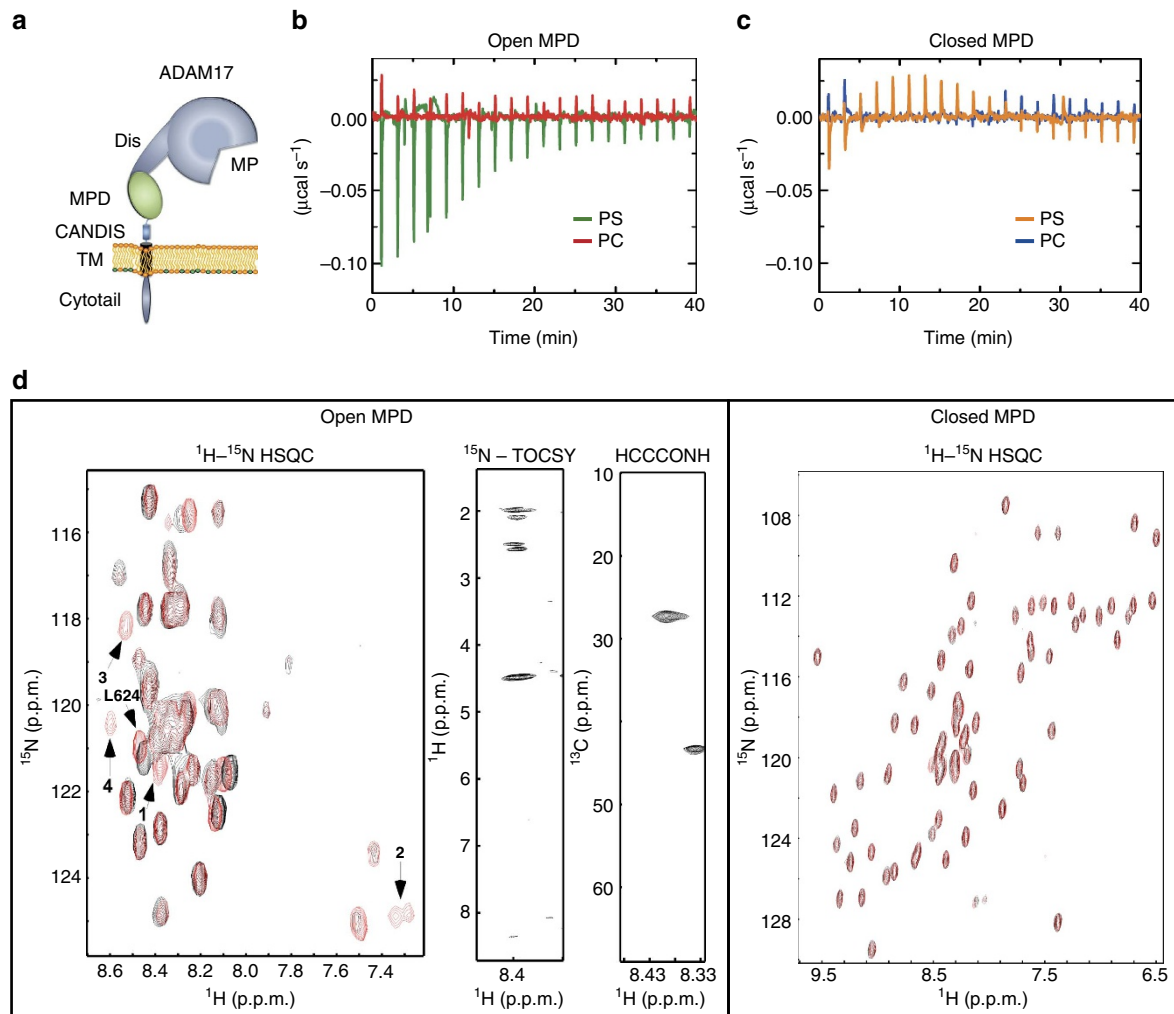 a
ADAM17
Dis
MP
MPD
CANDIS
TM
Cytotail
b
Open MPD
(μcal s⁻¹)
0.00
−0.05
−0.10
PS
PC
0 10 20 30 40
Time (min)
c
Closed MPD
(μcal s⁻¹)
0.00
−0.05
−0.10
PS
PC
0 10 20 30 40
Time (min)
d
Open MPD
¹H–¹⁵N HSQC
¹⁵N (p.p.m.)
116
118
120
122
124
3
L624
4
1
2
8.6 8.4 8.2 8.0 7.8 7.6 7.4
¹H (p.p.m.)
¹⁵N – TOCSY
¹H (p.p.m.)
2
3
4
5
6
7
8
8.4
¹H (p.p.m.)
HCCCONH
¹³C (p.p.m.)
10
20
30
43
52
60
8.43 8.33
¹H (p.p.m.)
Closed MPD
¹H–¹⁵N HSQC
¹⁵N (p.p.m.)
108
112
116
120
124
128
9.5 8.5 7.5 6.5
¹H (p.p.m.)